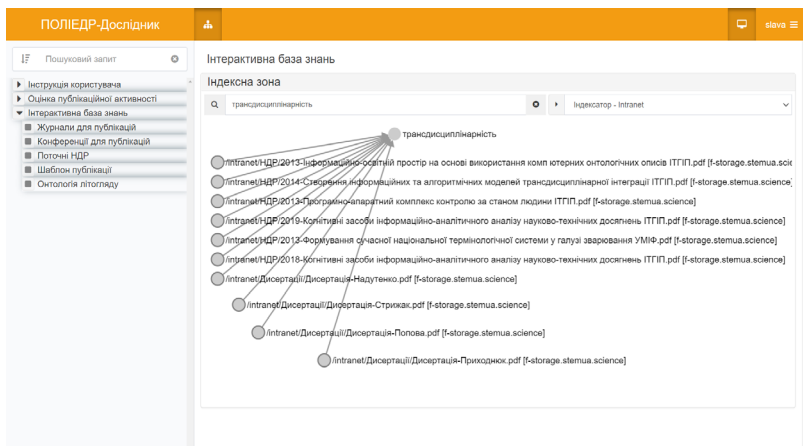 ПОЛІЕДР-Дослідник
slava
Пошуковий запит
Інструкція користувача
Оцінка публікаційної активності
Інтерактивна база знань
Журнали для публікацій
Конференції для публікацій
Поточні НДР
Шаблон публікації
Онтологія літогляду
Інтерактивна база знань
Індексна зона
трансдисциплінарність
Індексатор - Intranet
трансдисциплінарність
/intranet/НДР/2013-Інформаційно-освітній простір на основі використання комп ютерних онтологічних описів ІТГІП.pdf [f-storage.stemua.scie
/intranet/НДР/2014-Створення інформаційних та алгоритмічних моделей трандисциплінарної інтеграції ІТГІП.pdf [f-storage.stemua.science]
/intranet/НДР/2013-Програмно-апаратний комплекс контролю за станом людини ІТГІП.pdf [f-storage.stemua.science]
/intranet/НДР/2019-Когнітивні засоби інформаційно-аналітичного аналізу науково-технічних досягнень ІТГІП.pdf [f-storage.stemua.science]
/intranet/НДР/2013-Формування сучасної національної термінологічної системи у галузі зварювання УМІФ.pdf [f-storage.stemua.science]
/intranet/НДР/2018-Когнітивні засоби інформаційно-аналітичного аналізу науково-технічних досягнень ІТГІП.pdf [f-storage.stemua.science]
/intranet/Дисертації/Дисертація-Надутенко.pdf [f-storage.stemua.science]
/intranet/Дисертації/Дисертація-Стрижак.pdf [f-storage.stemua.science]
/intranet/Дисертації/Дисертація-Попова.pdf [f-storage.stemua.science]
/intranet/Дисертації/Дисертація-Приходнюк.pdf [f-storage.stemua.science]